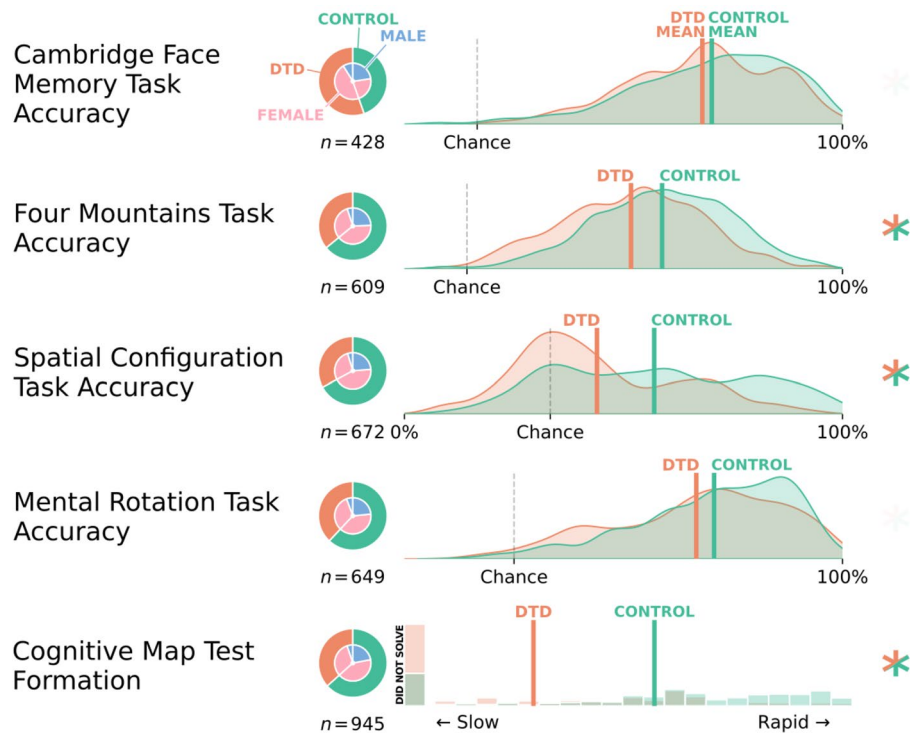 Cambridge Face
Memory Task
Accuracy
CONTROL
MALE
DTD
FEMALE
n=428
DTD CONTROL
MEAN MEAN
Chance
100%
Four Mountains Task
Accuracy
n=609
DTD CONTROL
Chance
100%
Spatial Configuration
Task Accuracy
n=672
DTD CONTROL
0%
Chance
100%
Mental Rotation Task
Accuracy
n=649
DTD CONTROL
Chance
100%
Cognitive Map Test
Formation
n=945
DID NOT SOLVE
DTD CONTROL
← Slow
Rapid →